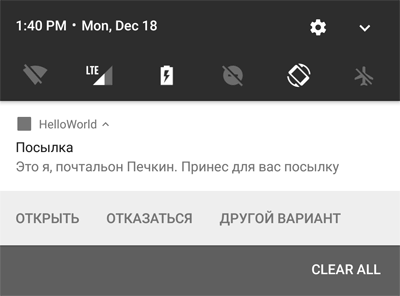 1:40 PM • Mon, Dec 18
LTE
HelloWorld
Посылка
Это я, почтальон Печкин. Принес для вас посылку
ОТКРЫТЬ ОТКАЗАТЬСЯ ДРУГОЙ ВАРИАНТ
CLEAR ALL